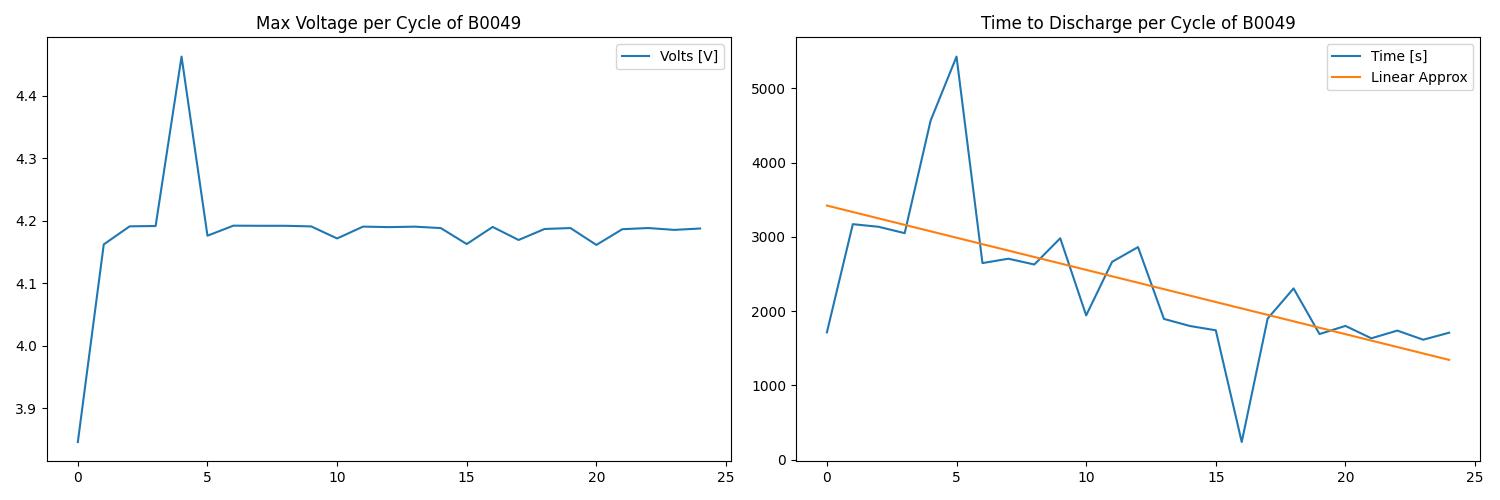 Max Voltage per Cycle of B0049
Volts [V]
4.4
4.3
4.2
4.1
4.0
3.9
0 5 10 15 20 25
Time to Discharge per Cycle of B0049
Time [s]
Linear Approx
5000
4000
3000
2000
1000
0
0 5 10 15 20 25